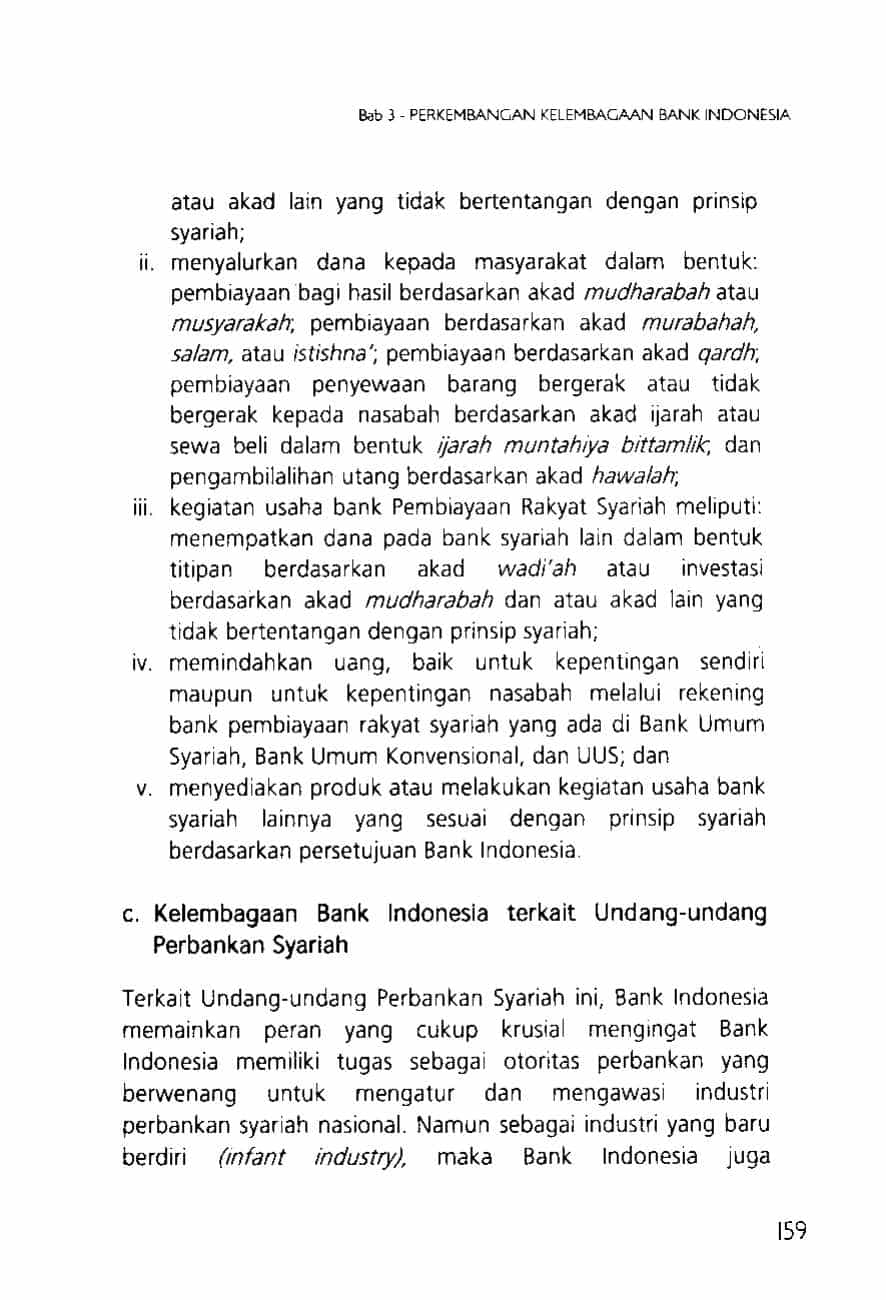 Bab 3 - PERKEMBANGAN KELEMBAGAAN BANK INDONESIA
atau akad lain yang tidak bertentangan dengan prinsip
syariah;
ii. menyalurkan dana kepada masyarakat dalam bentuk:
pembiayaan bagi hasil berdasarkan akad mudharabah atau
musyarakah; pembiayaan berdasarkan akad murabahah,
salam, atau istishna'; pembiayaan berdasarkan akad qardh;
pembiayaan penyewaan barang bergerak atau tidak
bergerak kepada nasabah berdasarkan akad ijarah atau
sewa beli dalam bentuk ijarah muntahiya bittamlik; dan
pengambilalihan utang berdasarkan akad hawalah;
iii. kegiatan usaha bank Pembiayaan Rakyat Syariah meliputi:
menempatkan dana pada bank syariah lain dalam bentuk
titipan berdasarkan akad wadi'ah atau investasi
berdasarkan akad mudharabah dan atau akad lain yang
tidak bertentangan dengan prinsip syariah;
iv. memindahkan uang, baik untuk kepentingan sendiri
maupun untuk kepentingan nasabah melalui rekening
bank pembiayaan rakyat syariah yang ada di Bank Umum
Syariah, Bank Umum Konvensional, dan UUS; dan
v. menyediakan produk atau melakukan kegiatan usaha bank
syariah lainnya yang sesuai dengan prinsip syariah
berdasarkan persetujuan Bank Indonesia.
c. Kelembagaan Bank Indonesia terkait Undang-undang
Perbankan Syariah
Terkait Undang-undang Perbankan Syariah ini, Bank Indonesia
memainkan peran yang cukup krusial mengingat Bank
Indonesia memiliki tugas sebagai otoritas perbankan yang
berwenang untuk mengatur dan mengawasi industri
perbankan syariah nasional. Namun sebagai industri yang baru
berdiri (infant industry), maka Bank Indonesia juga
159